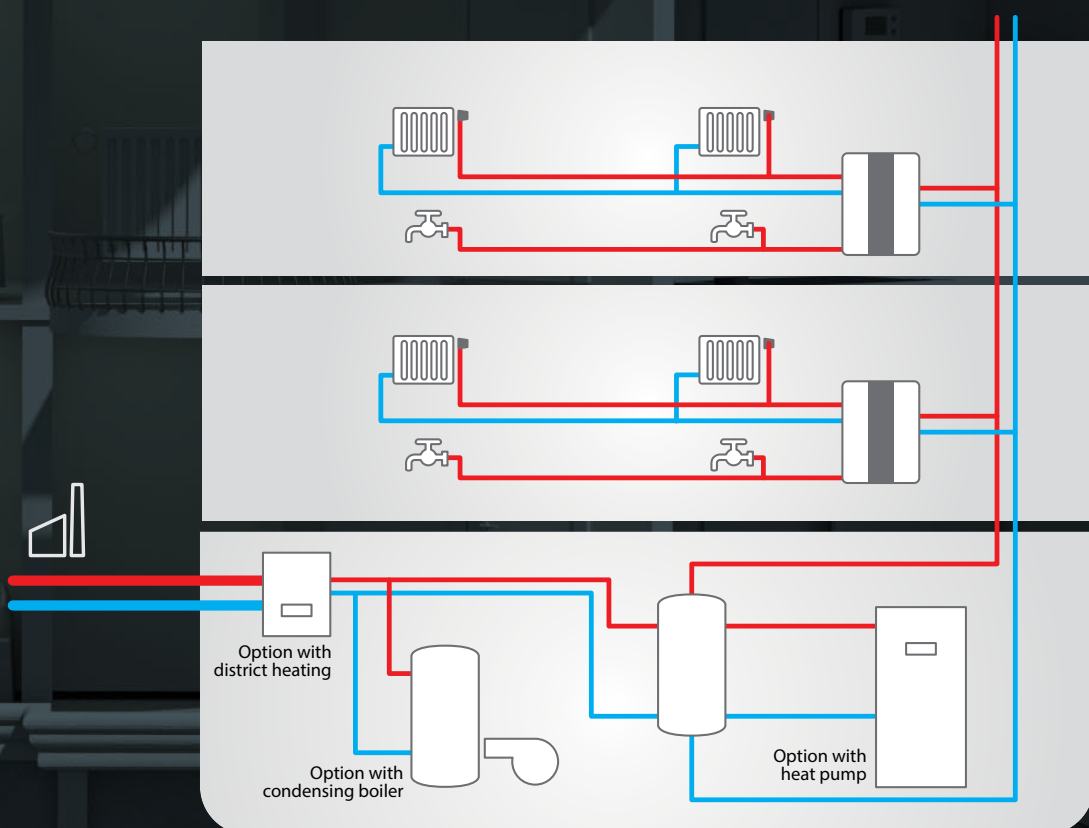 Option with
district heating
Option with
condensing boiler
Option with
heat pump